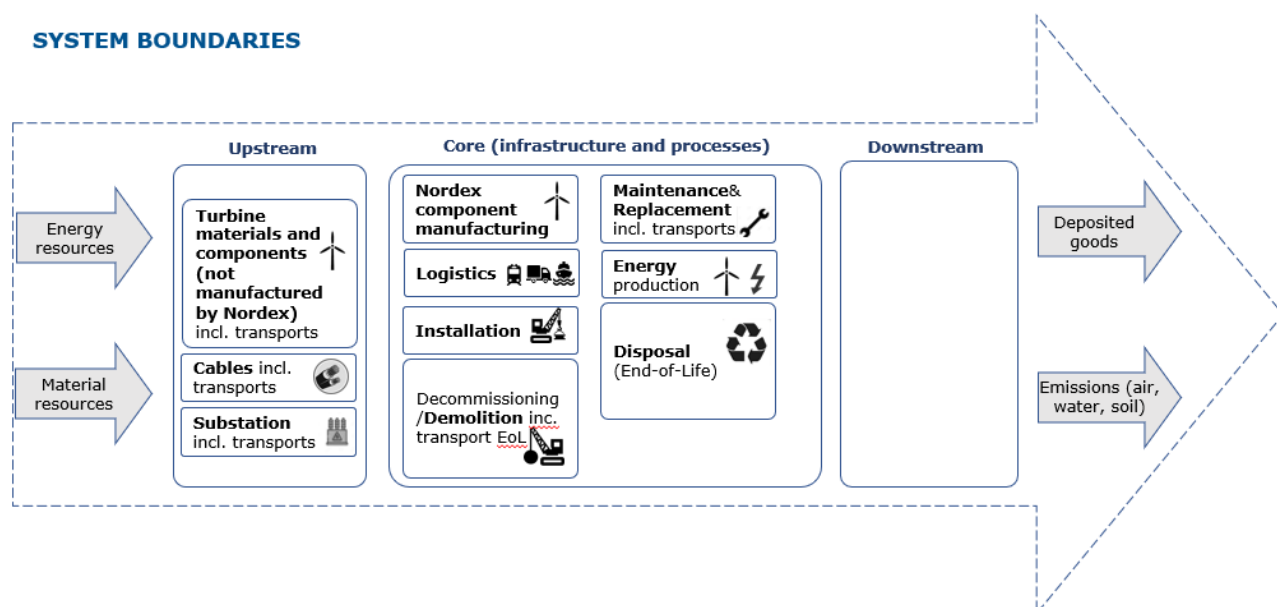 SYSTEM BOUNDARIES
Upstream
Core (infrastructure and processes)
Downstream
Energy
resources
Material
resources
Turbine
materials and
components
(not
manufactured
by Nordex)
incl. transports
Cables incl.
transports
Substation
incl. transports
Nordex
component
manufacturing
Logistics
Installation
Decommissioning
/Demolition inc.
transport EoL
Maintenance&
Replacement
incl. transports
Energy
production
Disposal
(End-of-Life)
Deposited
goods
Emissions (air,
water, soil)